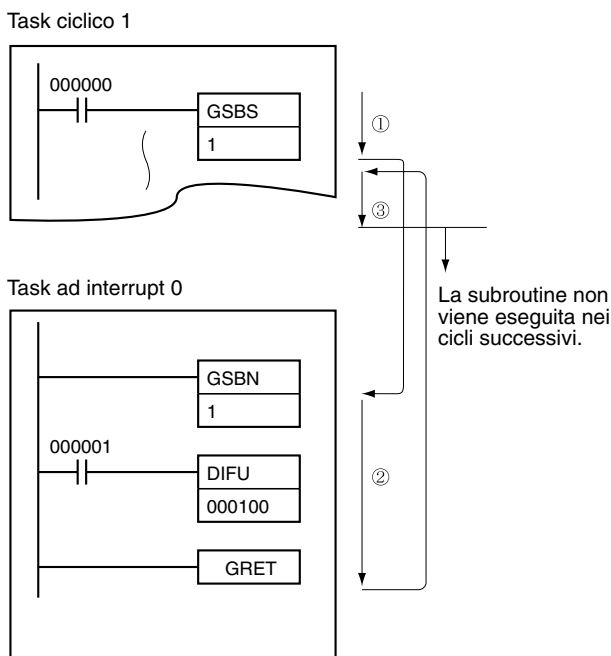 Task ciclico 1
000000
GSBS
1
①
③
La subroutine non
viene eseguita nei
cicli successivi.
Task ad interrupt 0
GSBN
1
000001
DIFU
000100
②
GRET